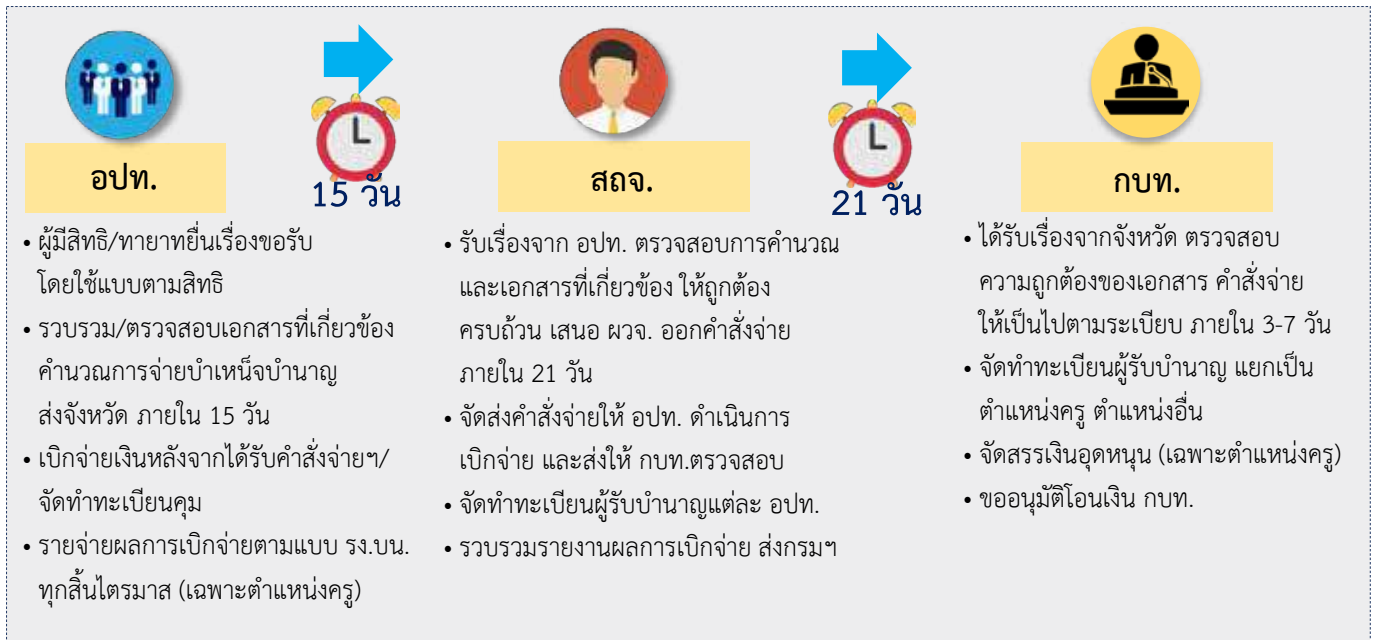 อปท.
• ผู้มีสิทธิ/ทายาทยื่นเรื่องขอรับ
โดยใช้แบบตามสิทธิ
• รวบรวม/ตรวจสอบเอกสารที่เกี่ยวข้อง
คำนวณการจ่ายบำเหน็จบำนาญ
ส่งจังหวัด ภายใน 15 วัน
• เบิกจ่ายเงินหลังจากได้รับคำสั่งจ่ายฯ/
จัดทำทะเบียนคุม
• รายจ่ายผลการเบิกจ่ายตามแบบ รง.บน.
ทุกสิ้นไตรมาส (เฉพาะตำแหน่งครู)
15 วัน
สถจ.
• รับเรื่องจาก อปท. ตรวจสอบการคำนวณ
และเอกสารที่เกี่ยวข้อง ให้ถูกต้อง
ครบถ้วน เสนอ ผวจ. ออกคำสั่งจ่าย
ภายใน 21 วัน
• จัดส่งคำสั่งจ่ายให้ อปท. ดำเนินการ
เบิกจ่าย และส่งให้ กบท.ตรวจสอบ
• จัดทำทะเบียนผู้รับบำนาญแต่ละ อปท.
• รวบรวมรายงานผลการเบิกจ่าย ส่งกรมฯ
21 วัน
กบท.
• ได้รับเรื่องจากจังหวัด ตรวจสอบ
ความถูกต้องของเอกสาร คำสั่งจ่าย
ให้เป็นไปตามระเบียบ ภายใน 3-7 วัน
• จัดทำทะเบียนผู้รับบำนาญ แยกเป็น
ตำแหน่งครู ตำแหน่งอื่น
• จัดสรรเงินอุดหนุน (เฉพาะตำแหน่งครู)
• ขออนุมัติโอนเงิน กบท.